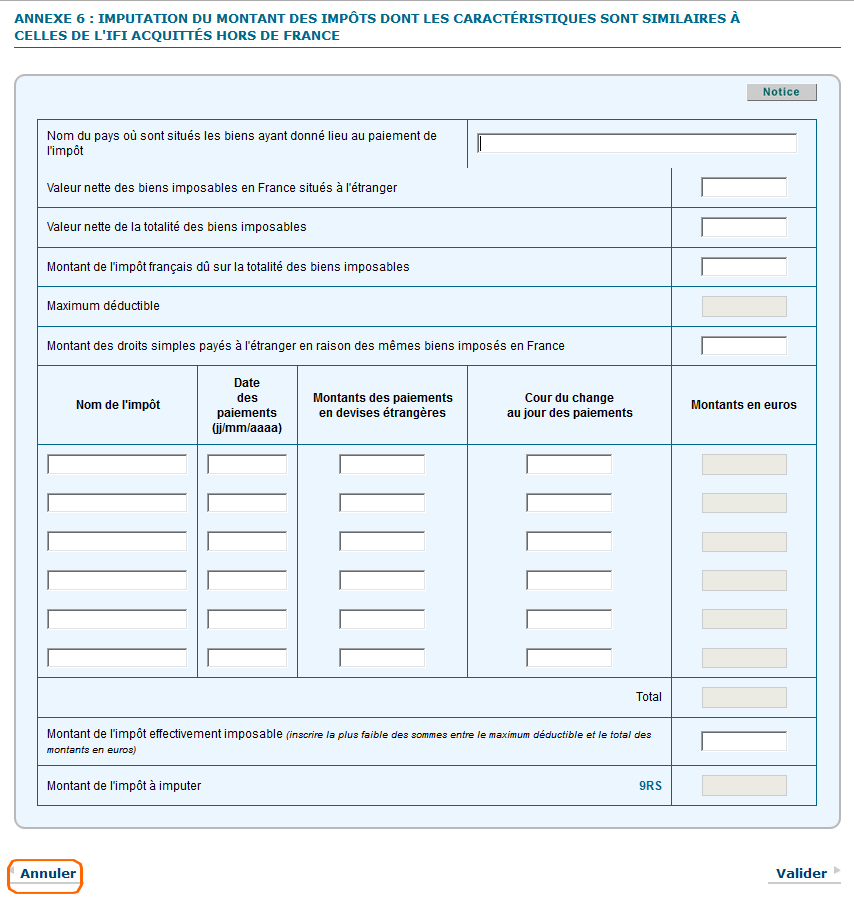 ANNEXE 6 : IMPUTATION DU MONTANT DES IMPÔTS DONT LES CARACTÉRISTIQUES SONT SIMILAIRES À
CELLES DE L'IFI ACQUITTÉS HORS DE FRANCE
Notice
Nom du pays où sont situés les biens ayant donné lieu au paiement de
l'impôt
Valeur nette des biens imposables en France situés à l'étranger
Valeur nette de la totalité des biens imposables
Montant de l'impôt français dû sur la totalité des biens imposables
Maximum déductible
Montant des droits simples payés à l'étranger en raison des mêmes biens imposés en France
Nom de l'impôt
Date
des
paiements
(jj/mm/aaaa)
Montants des paiements
en devises étrangères
Cour du change
au jour des paiements
Montants en euros
Total
Montant de l'impôt effectivement imposable (inscrire la plus faible des sommes entre le maximum déductible et le total des
montants en euros)
Montant de l'impôt à imputer 9RS
Annuler
Valider